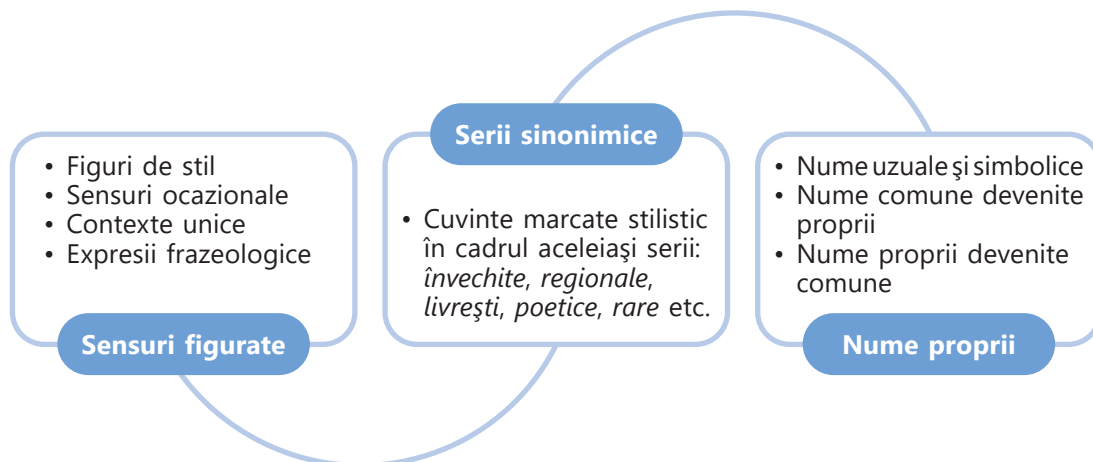 • Figuri de stil
• Sensuri ocazionale
• Contexte unice
• Expresii frazeologice
Sensuri figurate
Serii sinonimice
• Cuvinte marcate stilistic
în cadrul aceleiaşi serii:
învechite, regionale,
livreşti, poetice, rare etc.
• Nume uzuale şi simbolice
• Nume comune devenite
proprii
• Nume proprii devenite
comune
Nume proprii